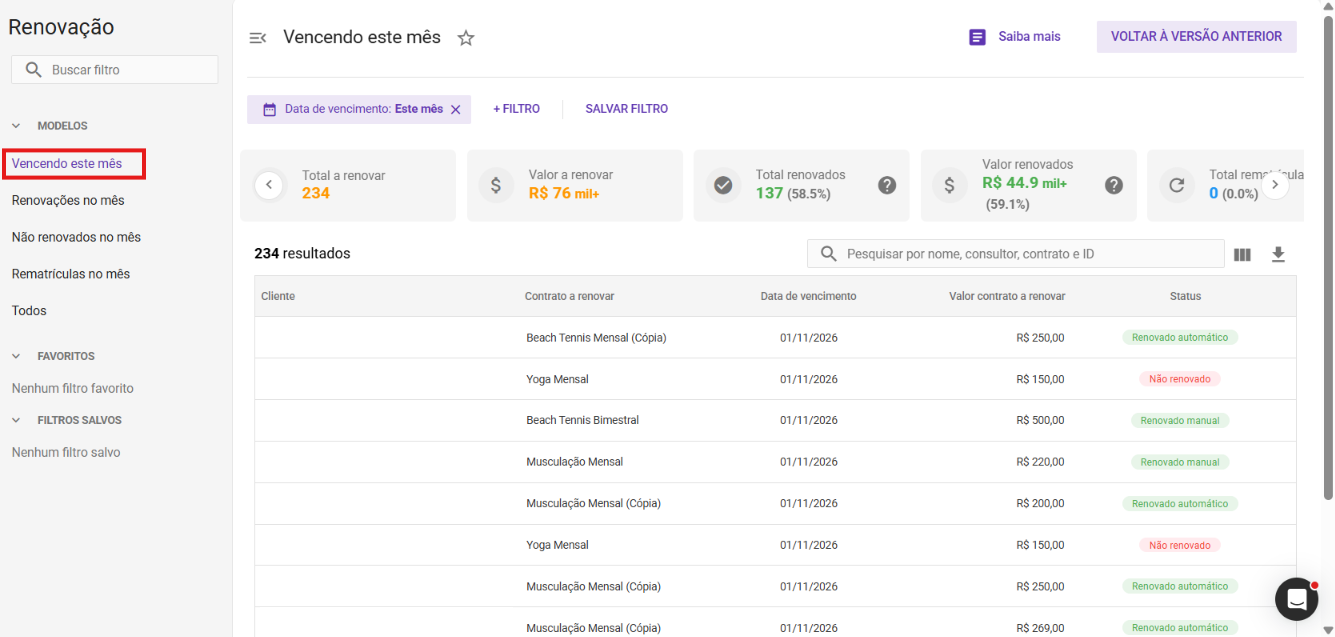 Renovação
Buscar filtro
MODELOS
Vencendo este mês
Renovações no mês
Não renovados no mês
Rematrículas no mês
Todos
FAVORITOS
Nenhum filtro favorito
FILTROS SALVOS
Nenhum filtro salvo
Vencendo este mês
Saiba mais
VOLTAR À VERSÃO ANTERIOR
Data de vencimento: Este mês
+ FILTRO
SALVAR FILTRO
Total a renovar
234
Valor a renovar
R$ 76 mil+
Total renovados
137 (58.5%)
Valor renovados
R$ 44.9 mil+
(59.1%)
Total rematrícula
0 (0.0%)
234 resultados
Pesquisar por nome, consultor, contrato e ID
Cliente Contrato a renovar Data de vencimento Valor contrato a renovar Status
Beach Tennis Mensal (Cópia) 01/11/2026 R$ 250,00 Renovado automático
Yoga Mensal 01/11/2026 R$ 150,00 Não renovado
Beach Tennis Bimestral 01/11/2026 R$ 500,00 Renovado manual
Musculação Mensal 01/11/2026 R$ 220,00 Renovado manual
Musculação Mensal (Cópia) 01/11/2026 R$ 200,00 Renovado automático
Yoga Mensal 01/11/2026 R$ 150,00 Não renovado
Musculação Mensal (Cópia) 01/11/2026 R$ 250,00 Renovado automático
Musculação Mensal (Cópia) 01/11/2026 R$ 269,00 Renovado automático